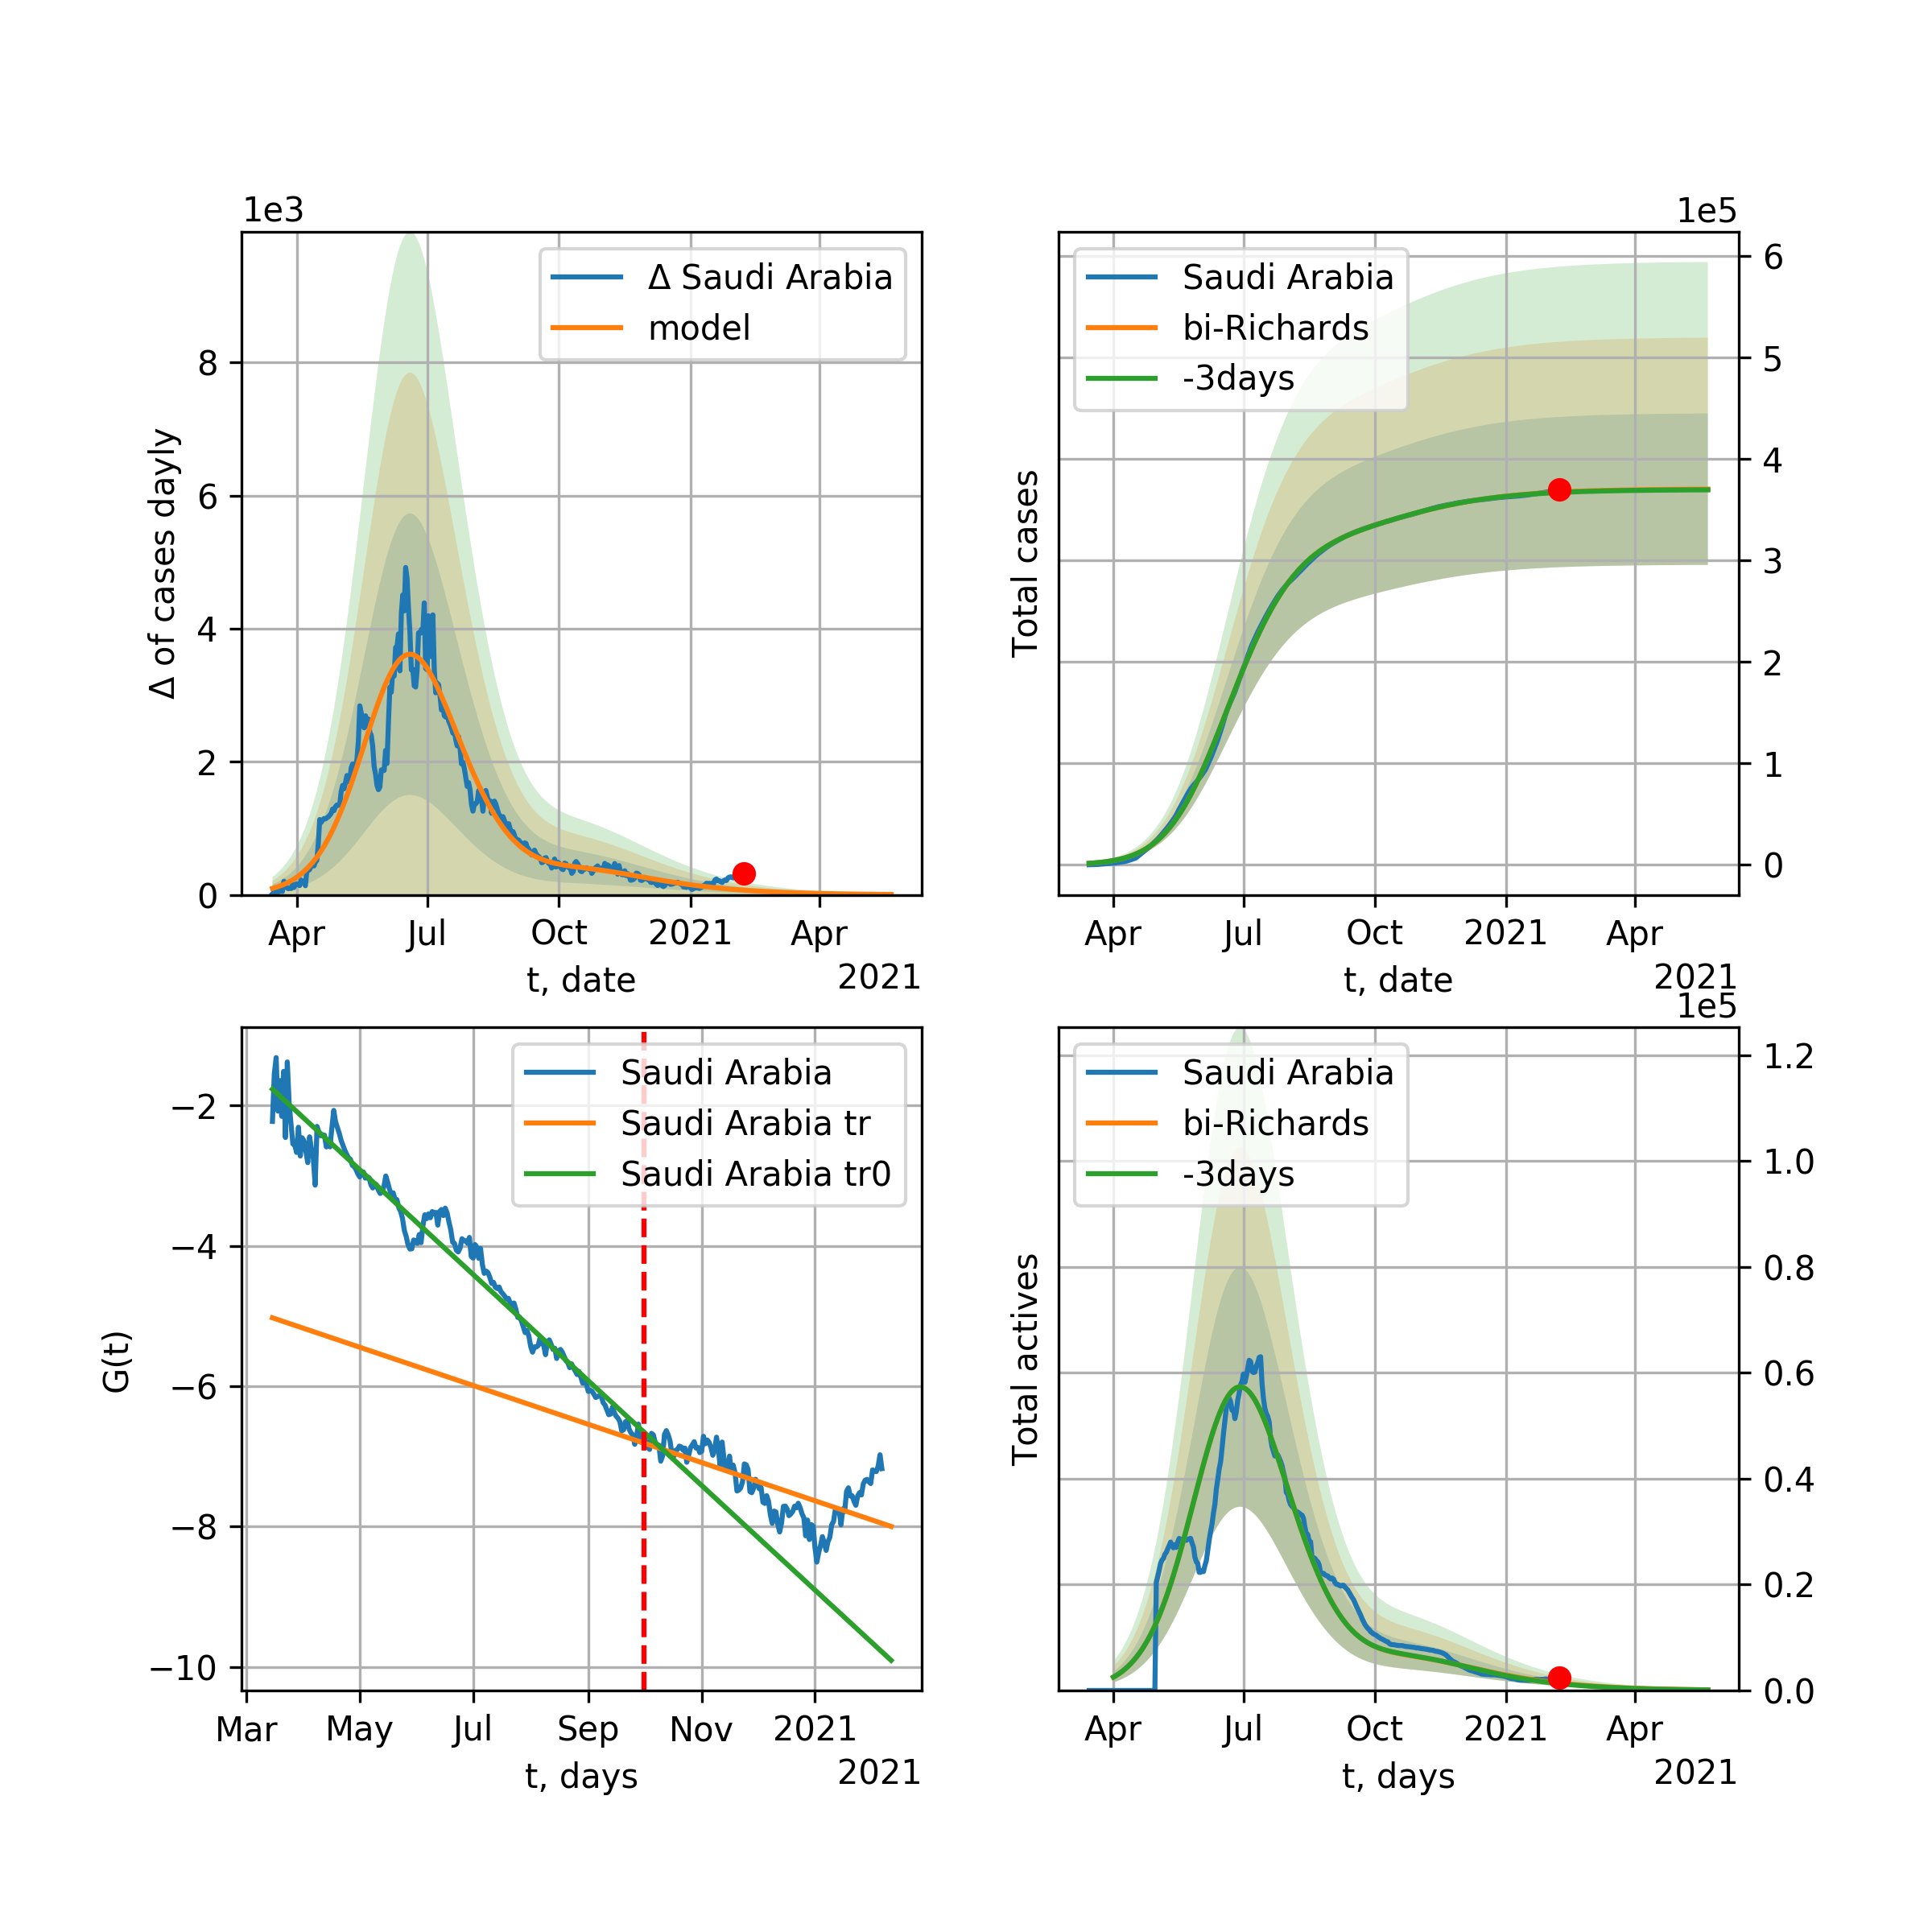 1e3
Δ of cases dayly
8
6
4
2
0
Δ Saudi Arabia
model
Apr Jul Oct 2021 Apr
t, date
2021
1e5
Total cases
Saudi Arabia
bi-Richards
-3days
6
5
4
3
2
1
0
Apr Jul Oct 2021 Apr
t, date
2021
G(t)
−2
−4
−6
−8
−10
Saudi Arabia
Saudi Arabia tr
Saudi Arabia tr0
Mar May Jul Sep Nov 2021
t, days
2021
1e5
Total actives
Saudi Arabia
bi-Richards
-3days
1.2
1.0
0.8
0.6
0.4
0.2
0.0
Apr Jul Oct 2021 Apr
t, days
2021